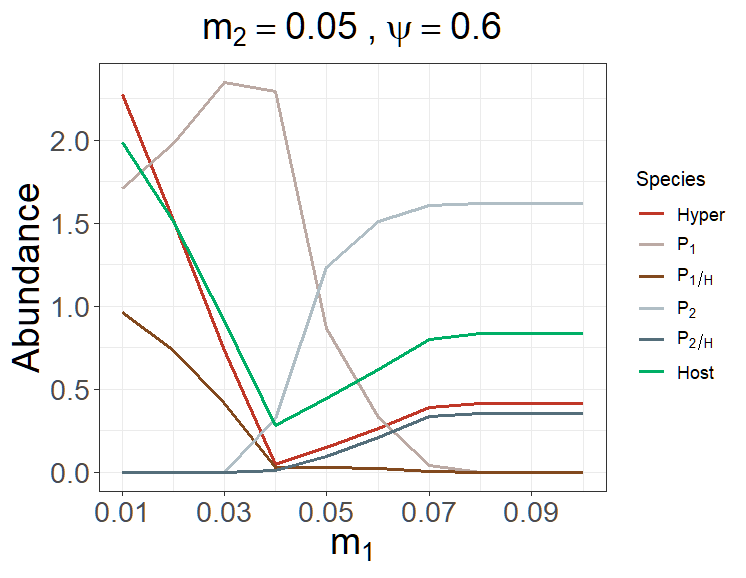 m₂ = 0.05 , ψ = 0.6
Abundance
2.0
1.5
1.0
0.5
0.0
0.01 0.03 0.05 0.07 0.09
m₁
Species
Hyper
P₁
P₁/H
P₂
P₂/H
Host